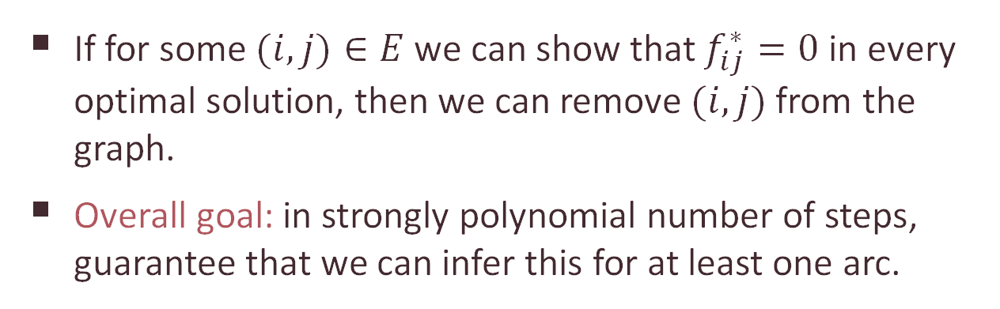 ▪ If for some (i, j) ∈ E we can show that f*ᵢⱼ = 0 in every
optimal solution, then we can remove (i, j) from the
graph.
▪ Overall goal: in strongly polynomial number of steps,
guarantee that we can infer this for at least one arc.